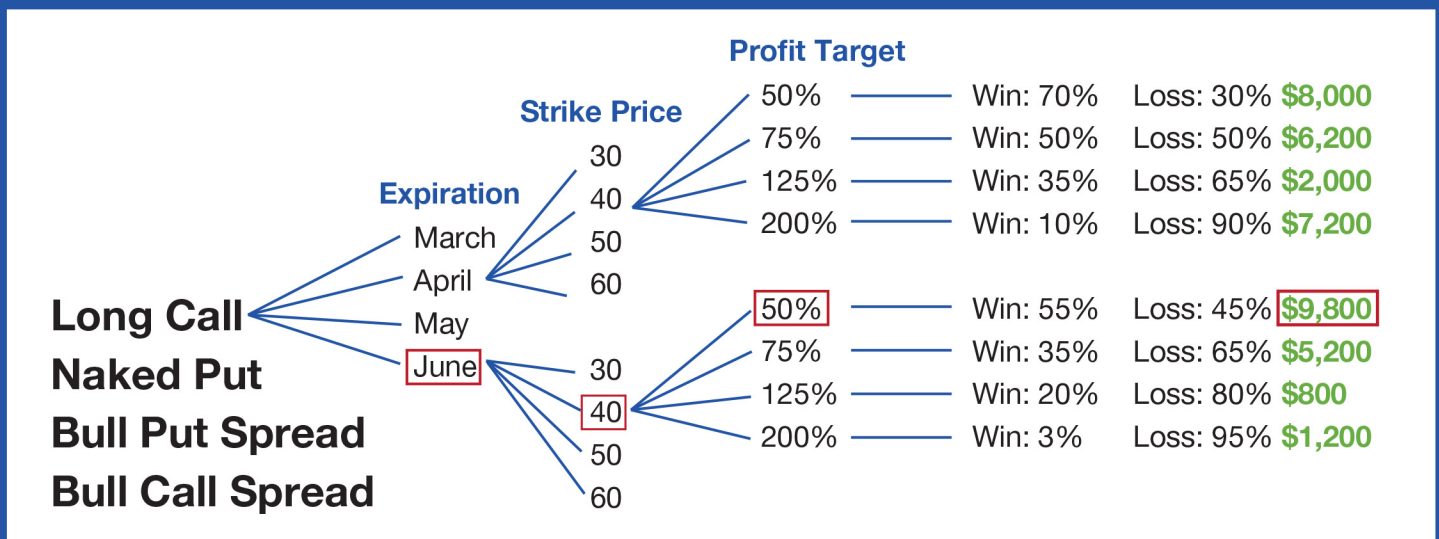 Profit Target
50% Win: 70% Loss: 30% $8,000
Strike Price
75% Win: 50% Loss: 50% $6,200
30
125% Win: 35% Loss: 65% $2,000
Expiration
40
200% Win: 10% Loss: 90% $7,200
March
50
April
60
Long Call
50% Win: 55% Loss: 45% $9,800
May
75% Win: 35% Loss: 65% $5,200
June
30
Naked Put
125% Win: 20% Loss: 80% $800
40
Bull Put Spread
200% Win: 3% Loss: 95% $1,200
50
Bull Call Spread
60